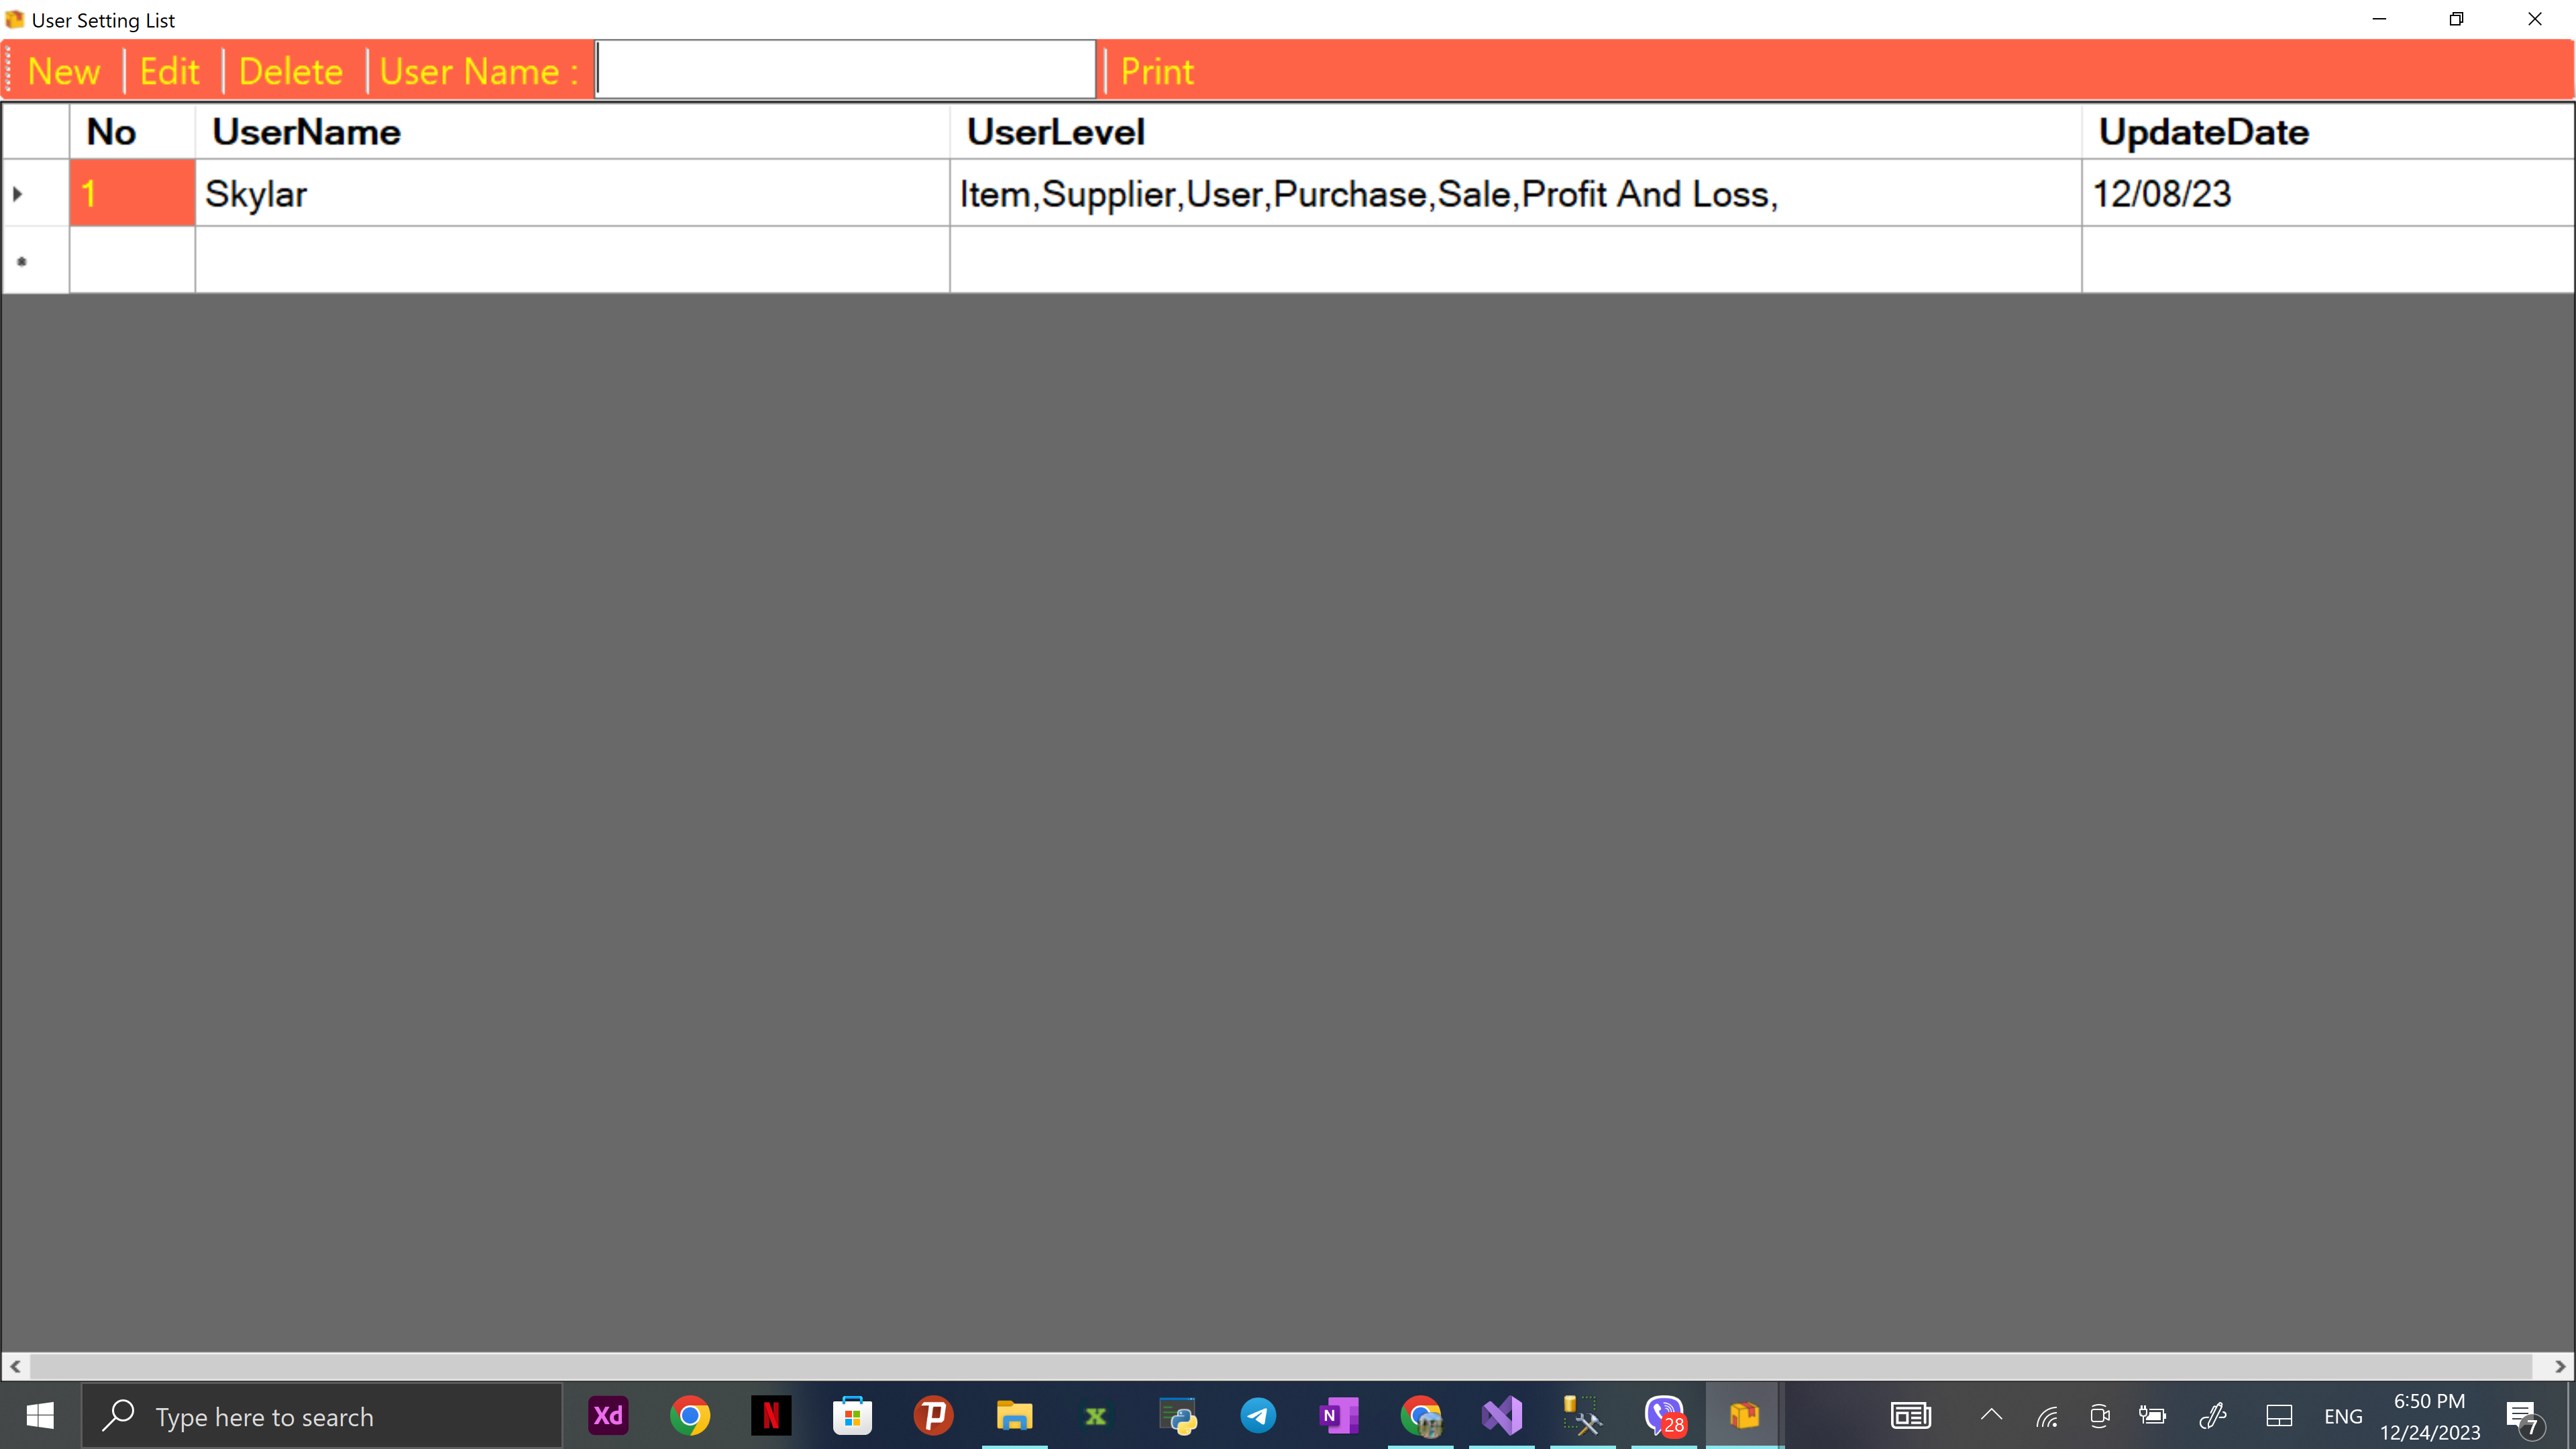 User Setting List
New Edit Delete User Name : Print
No UserName UserLevel UpdateDate
1 Skylar Item,Supplier,User,Purchase,Sale,Profit And Loss, 12/08/23
Type here to search
Xd
N
28
ENG
6:50 PM
12/24/2023
7